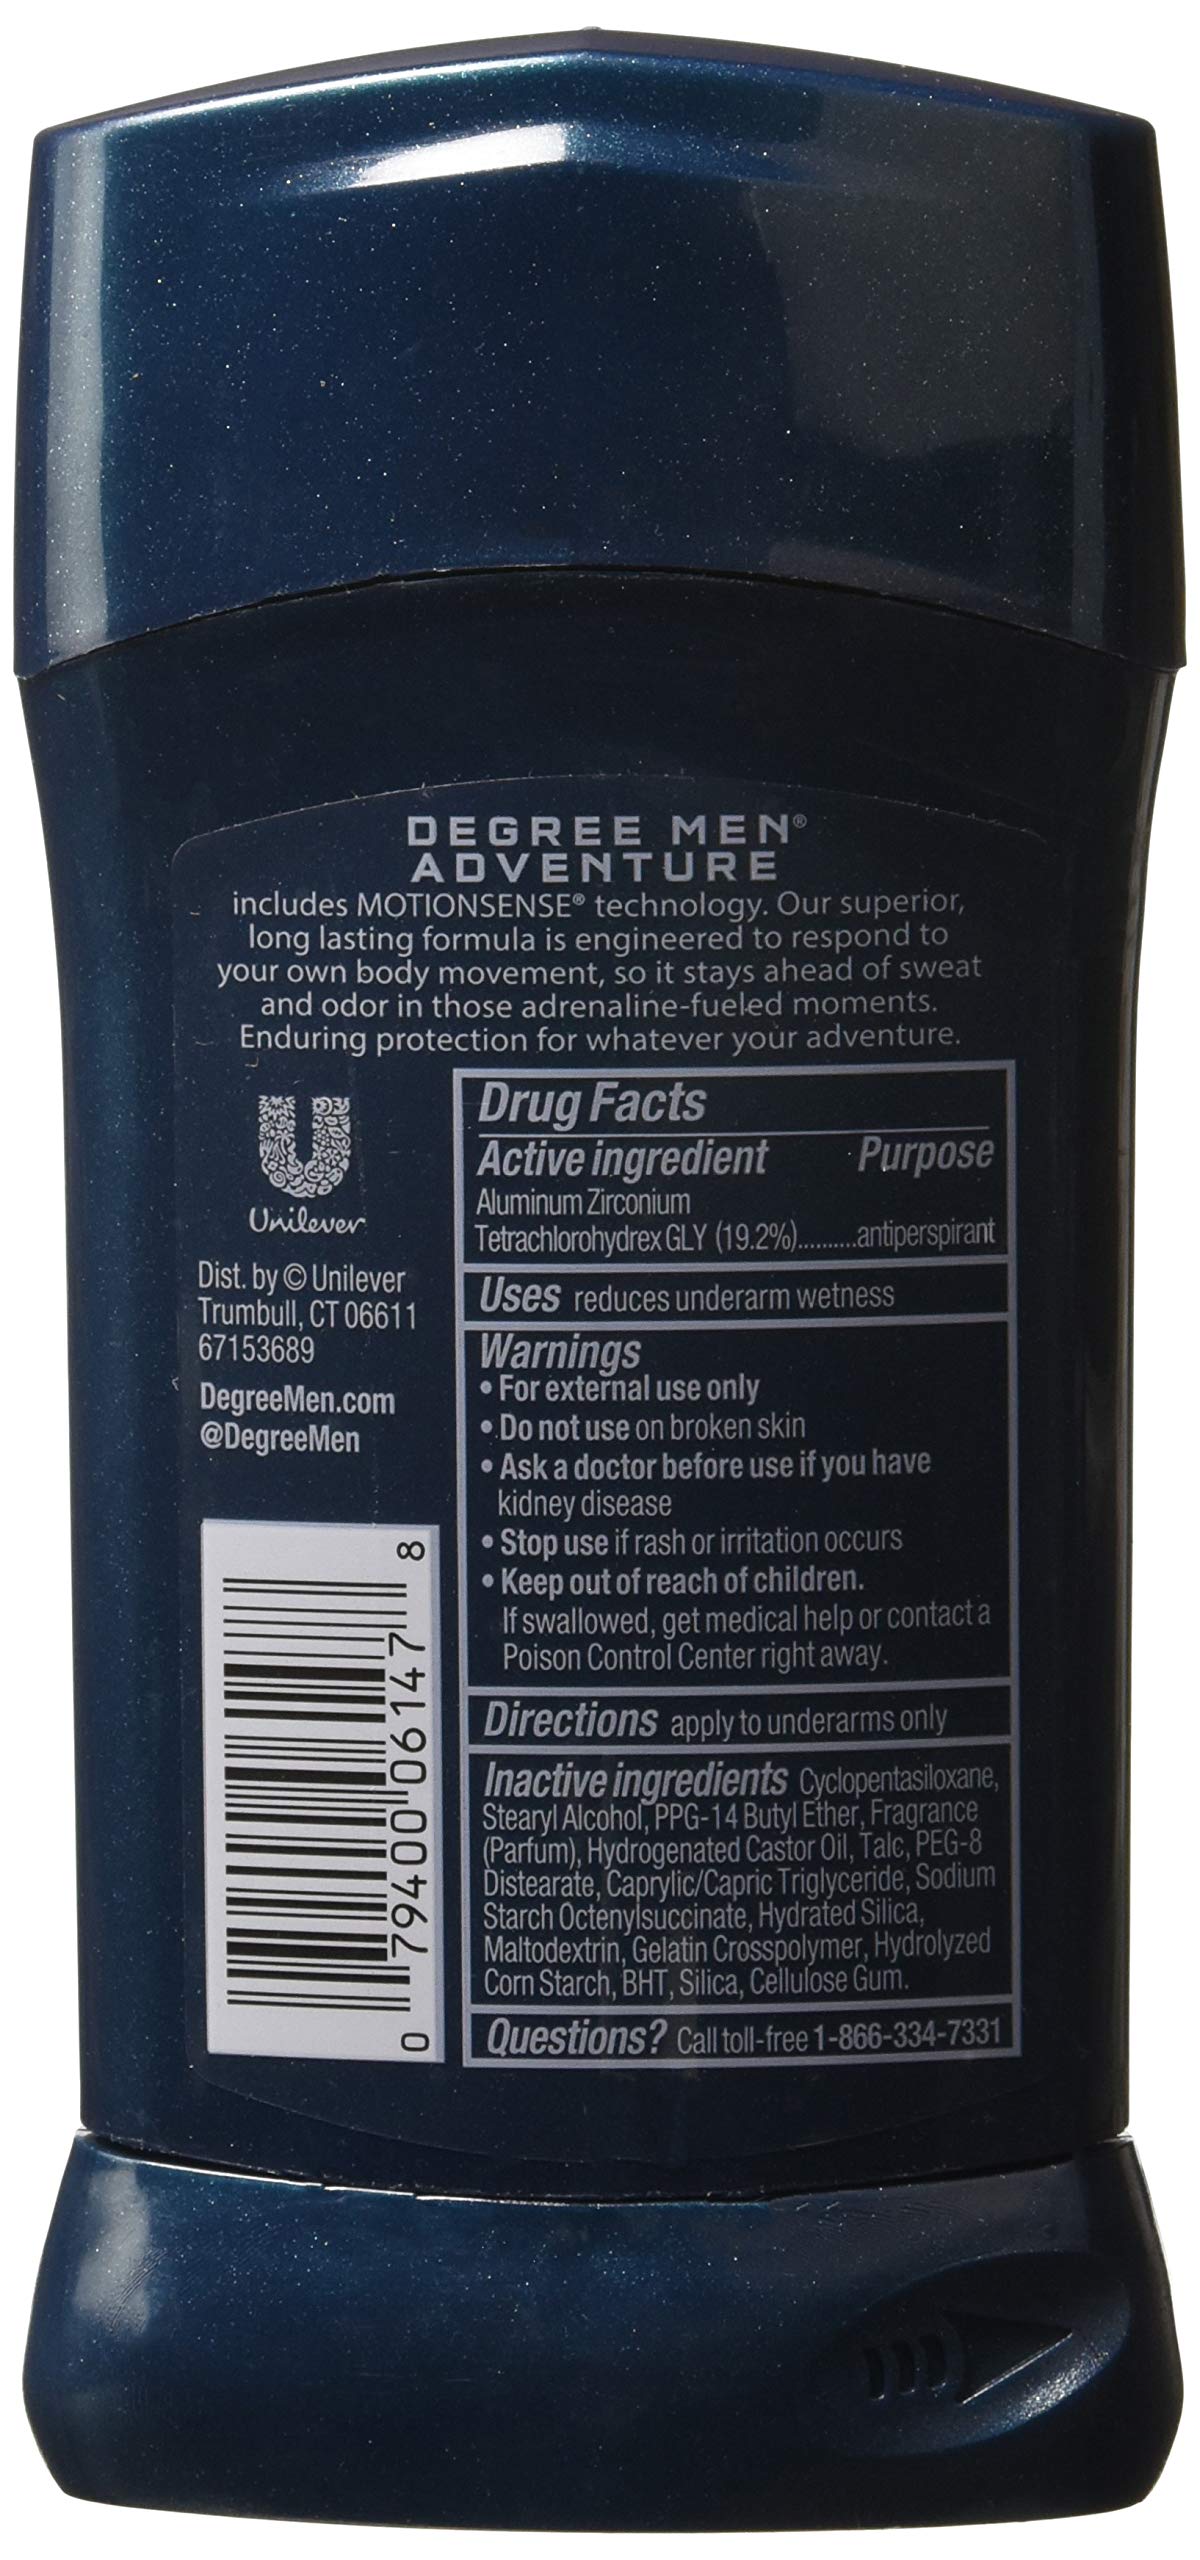 DEGREE MEN®
ADVENTURE
includes MOTIONSENSE® technology. Our superior,
long lasting formula is engineered to respond to
your own body movement, so it stays ahead of sweat
and odor in those adrenaline-fueled moments.
Enduring protection for whatever your adventure.
Unilever
Dist. by © Unilever
Trumbull, CT 06611
67153689
DegreeMen.com
@DegreeMen
0 79400 06147 8
Drug Facts
Active ingredient Purpose
Aluminum Zirconium
Tetrachlorohydrex GLY (19.2%)..........antiperspirant
Uses reduces underarm wetness
Warnings
• For external use only
• Do not use on broken skin
• Ask a doctor before use if you have
kidney disease
• Stop use if rash or irritation occurs
• Keep out of reach of children.
If swallowed, get medical help or contact a
Poison Control Center right away.
Directions apply to underarms only
Inactive ingredients Cyclopentasiloxane,
Stearyl Alcohol, PPG-14 Butyl Ether, Fragrance
(Parfum), Hydrogenated Castor Oil, Talc, PEG-8
Distearate, Caprylic/Capric Triglyceride, Sodium
Starch Octenylsuccinate, Hydrated Silica,
Maltodextrin, Gelatin Crosspolymer, Hydrolyzed
Corn Starch, BHT, Silica, Cellulose Gum.
Questions? Call toll-free 1-866-334-7331